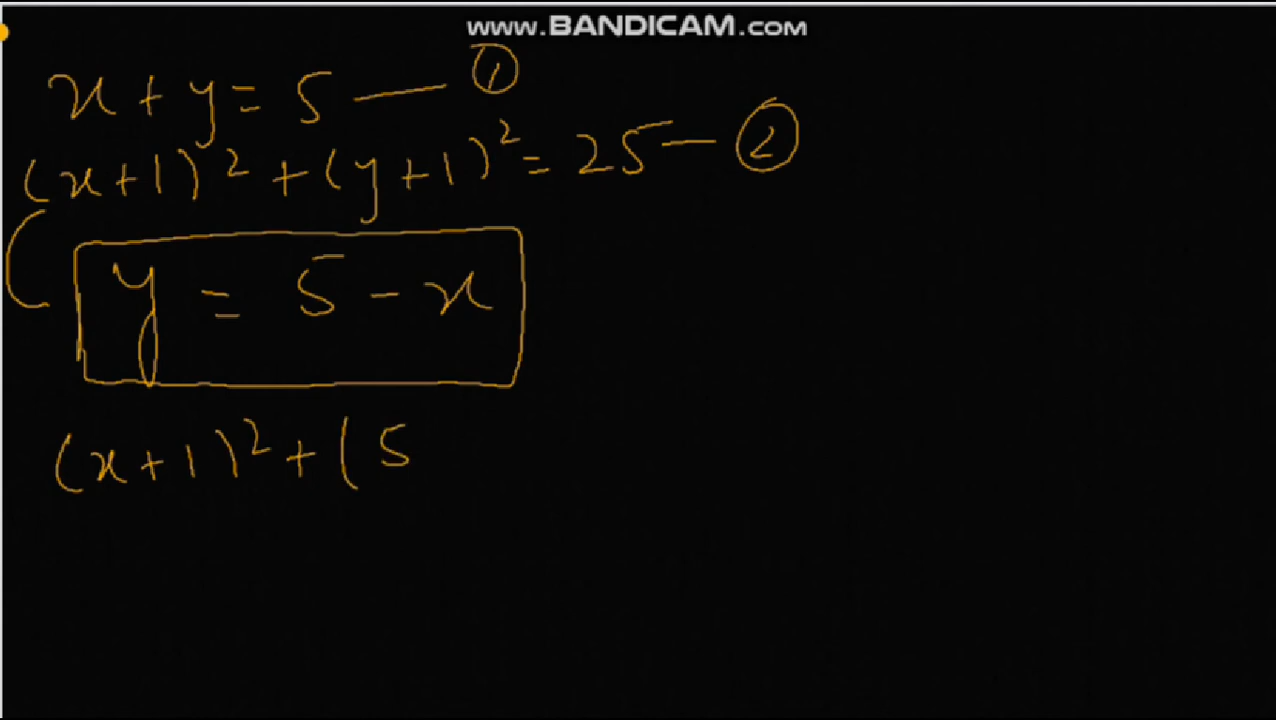 www.BANDICAM.com
x + y = 5 — ①
(x+1)² + (y+1)² = 25 — ②
(
y = 5 - x
(x+1)² + ( 5